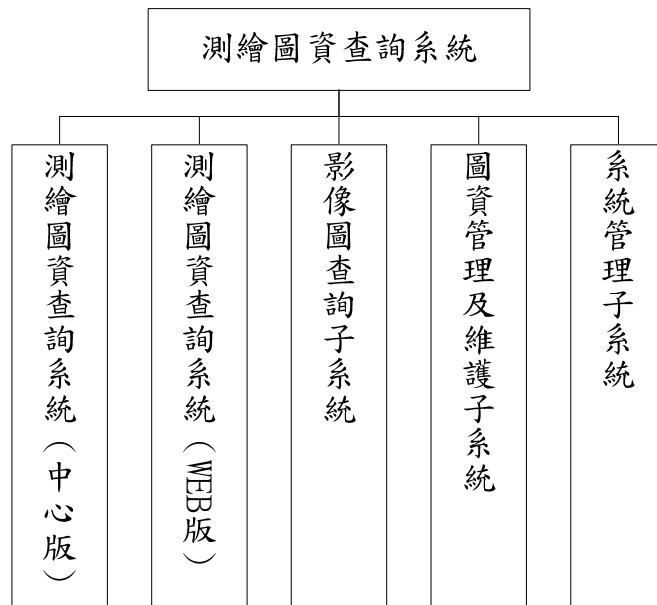 測繪圖資查詢系統
測繪圖資查詢系統（中心版）
測繪圖資查詢系統（WEB版）
影像圖查詢子系統
圖資管理及維護子系統
系統管理子系統